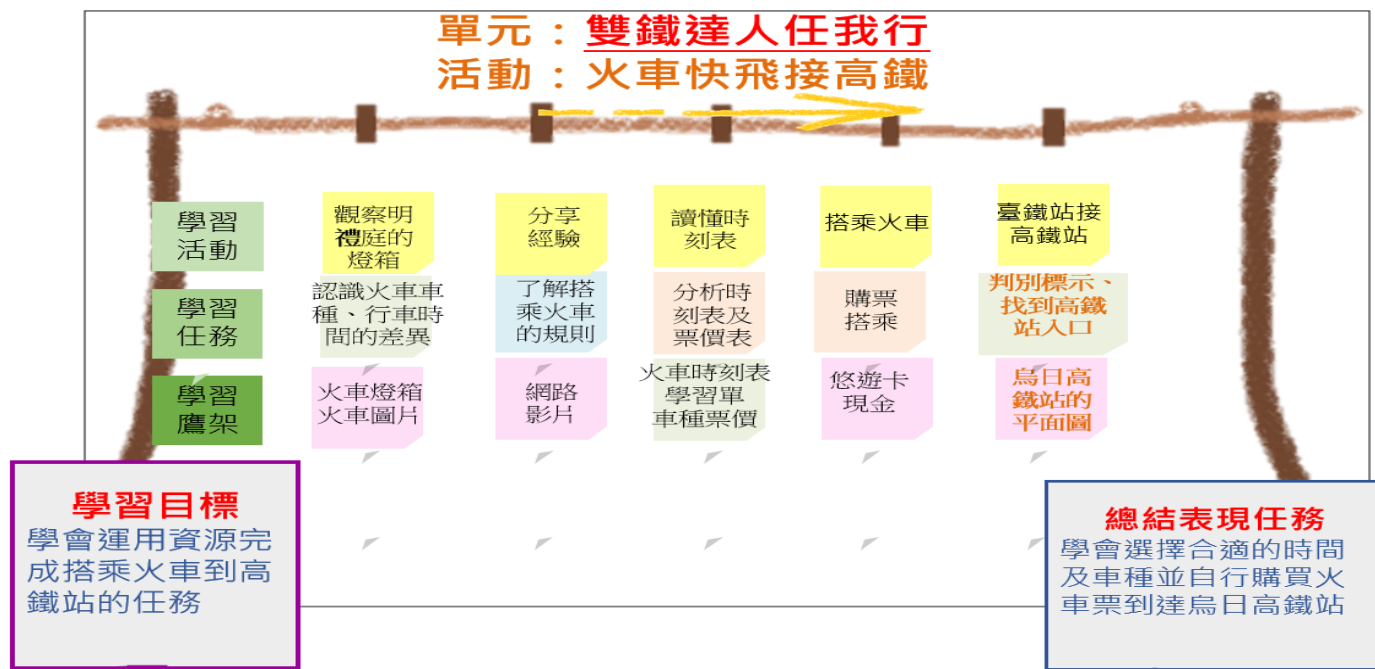 單元：雙鐵達人任我行
活動：火車快飛接高鐵
學習
活動
觀察明
禮庭的
燈箱
分享
經驗
讀懂時
刻表
搭乘火車
臺鐵站接
高鐵站
學習
任務
認識火車車
種、行車時
間的差異
了解搭
乘火車
的規則
分析時
刻表及
票價表
購票
搭乘
判別標示、
找到高鐵
站入口
學習
鷹架
火車燈箱
火車圖片
網路
影片
火車時刻表
學習單
車種票價
悠遊卡
現金
烏日高
鐵站的
平面圖
學習目標
學會運用資源完
成搭乘火車到高
鐵站的任務
總結表現任務
學會選擇合適的時間
及車種並自行購買火
車票到達烏日高鐵站